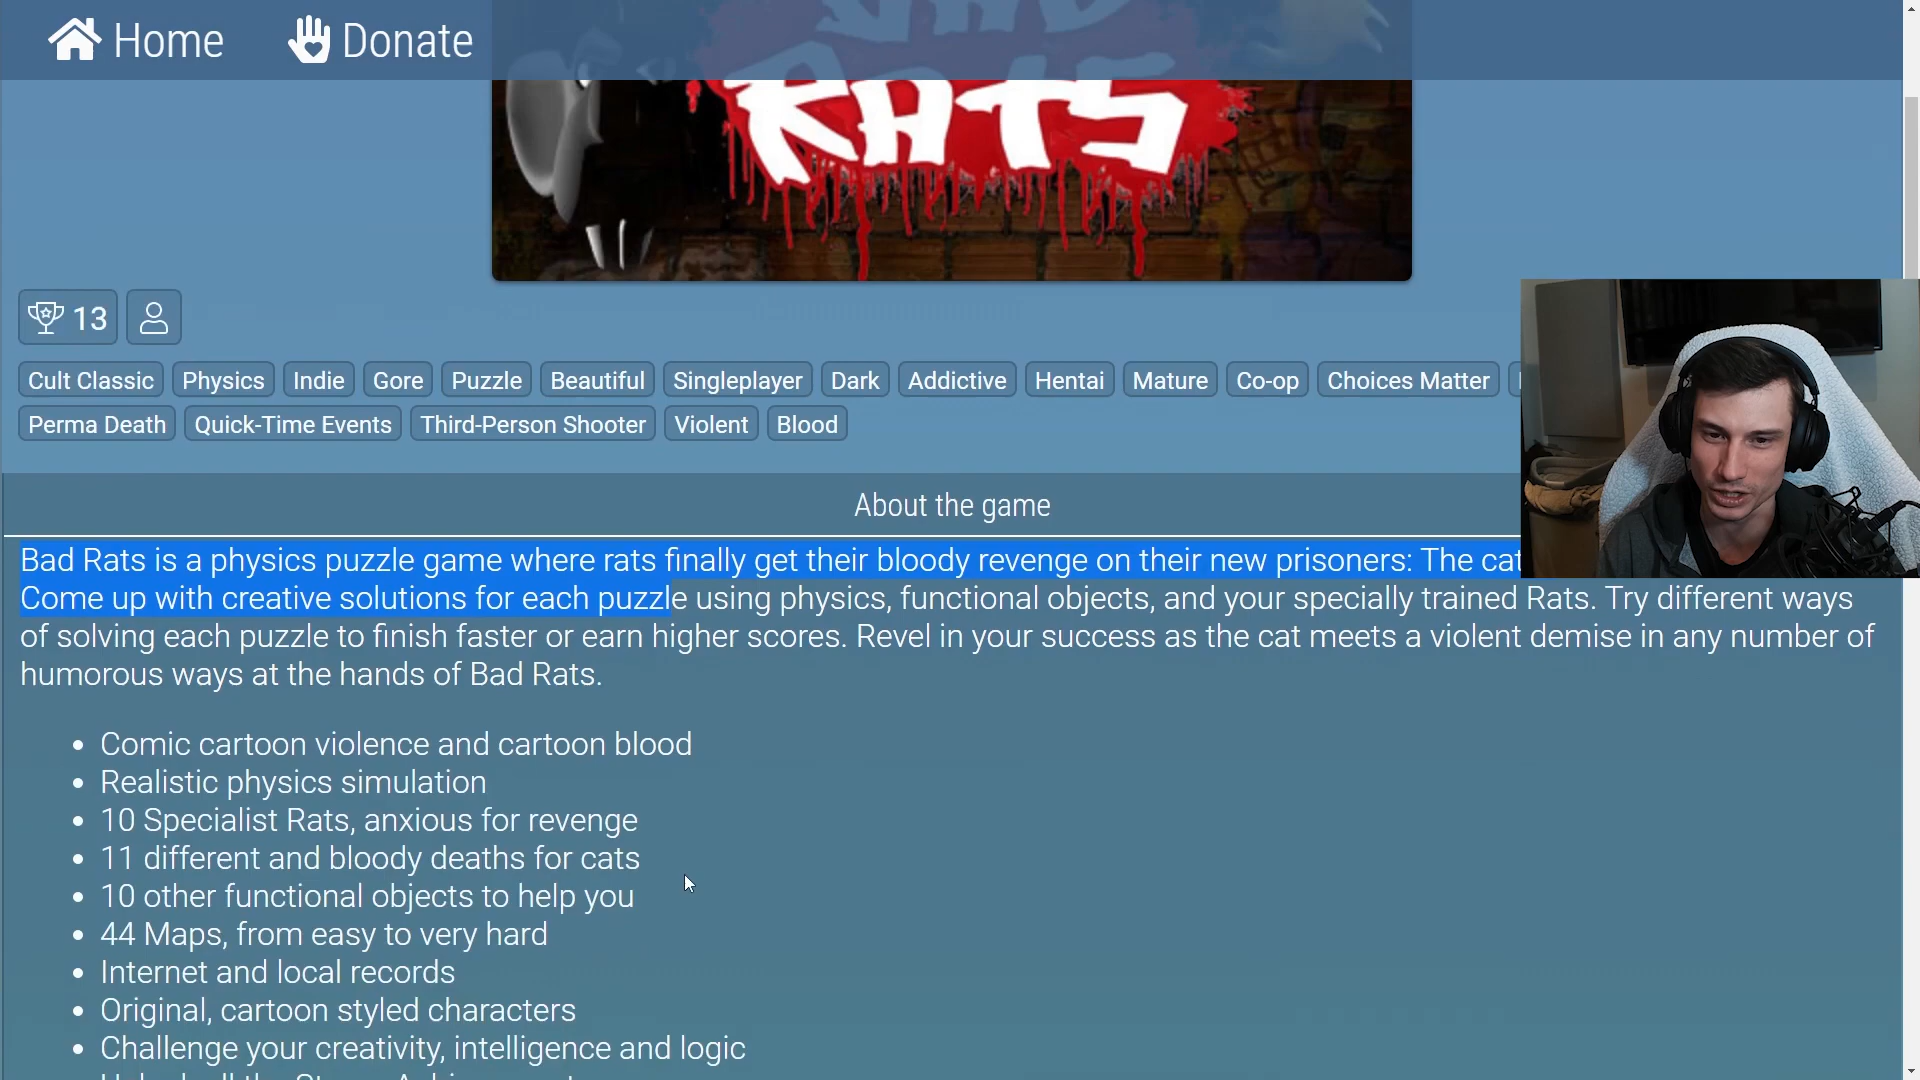 Home
Donate
BAD
RATS
13
Cult Classic
Physics
Indie
Gore
Puzzle
Beautiful
Singleplayer
Dark
Addictive
Hentai
Mature
Co-op
Choices Matter
Perma Death
Quick-Time Events
Third-Person Shooter
Violent
Blood
About the game
Bad Rats is a physics puzzle game where rats finally get their bloody revenge on their new prisoners: The cat
Come up with creative solutions for each puzzle using physics, functional objects, and your specially trained Rats. Try different ways
of solving each puzzle to finish faster or earn higher scores. Revel in your success as the cat meets a violent demise in any number of
humorous ways at the hands of Bad Rats.
• Comic cartoon violence and cartoon blood
• Realistic physics simulation
• 10 Specialist Rats, anxious for revenge
• 11 different and bloody deaths for cats
• 10 other functional objects to help you
• 44 Maps, from easy to very hard
• Internet and local records
• Original, cartoon styled characters
• Challenge your creativity, intelligence and logic